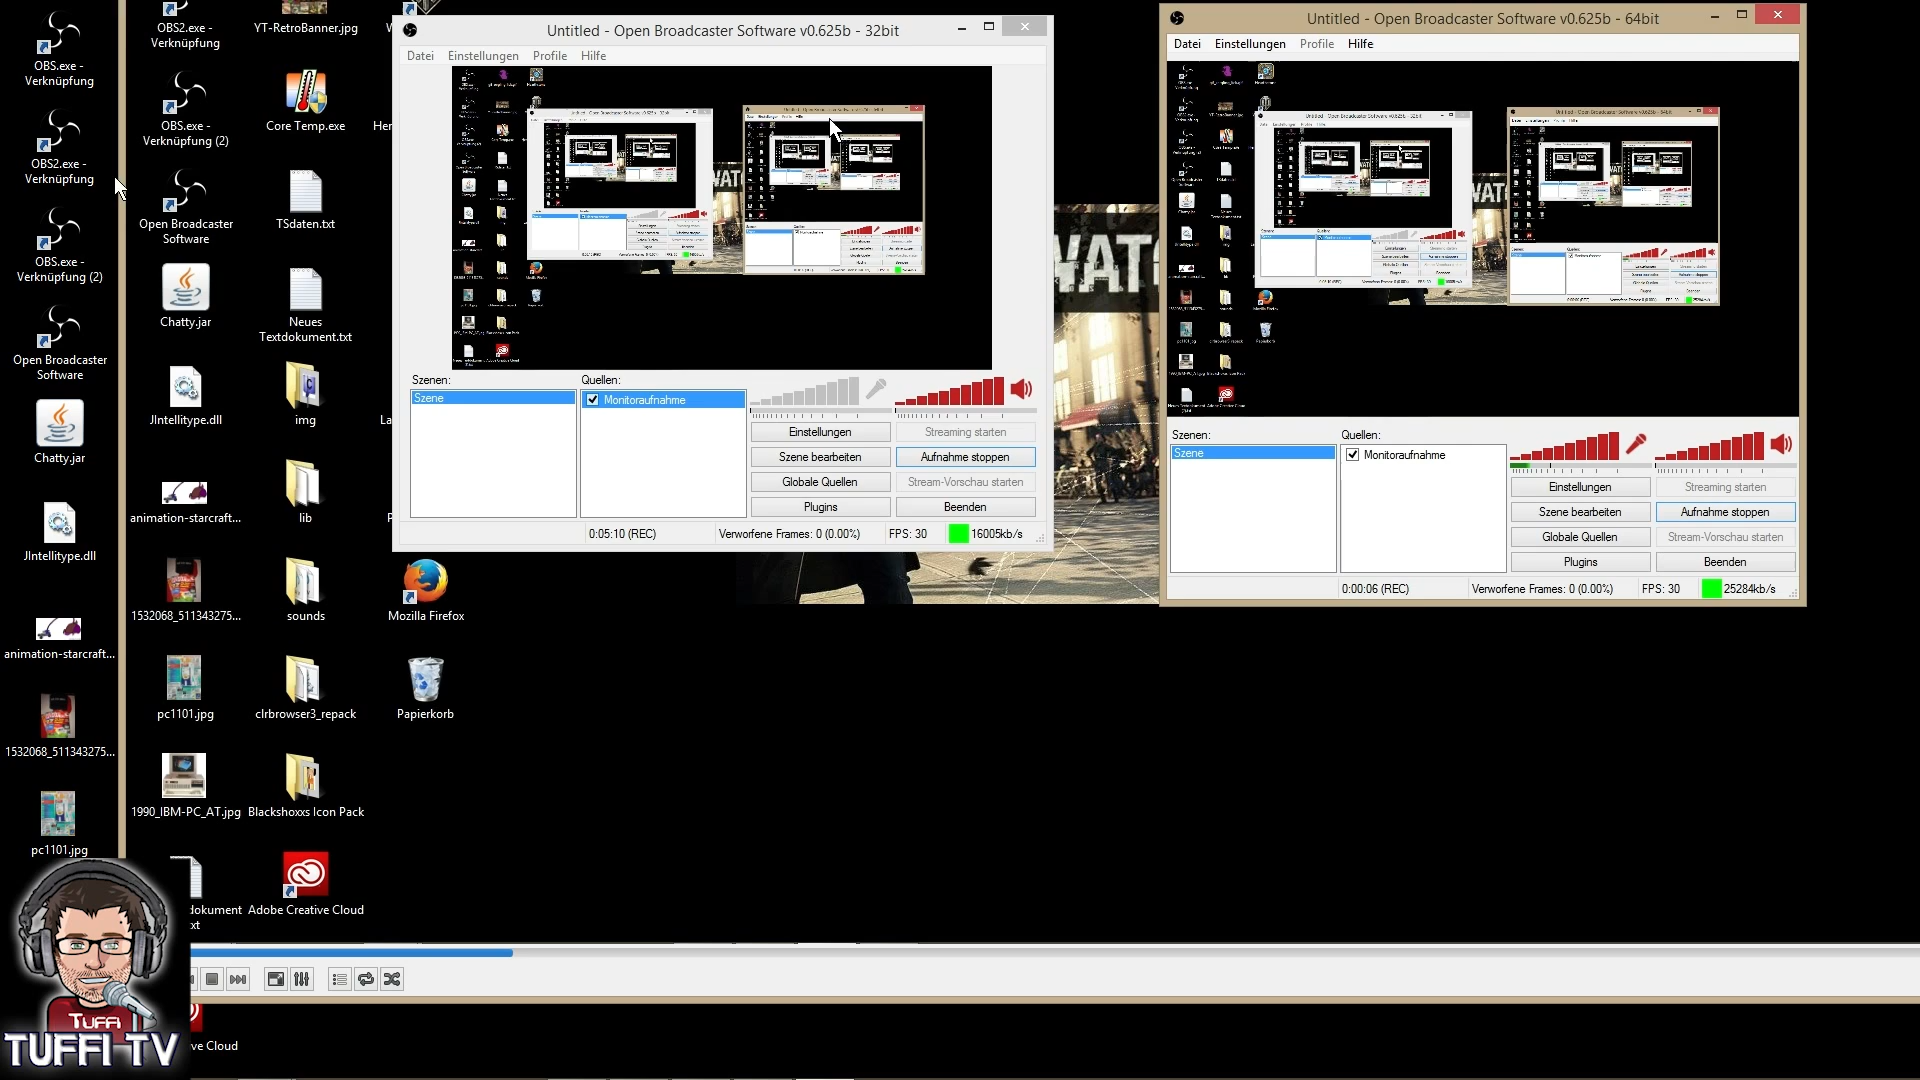 OBS.exe -
Verknüpfung
OBS2.exe -
Verknüpfung
OBS.exe -
Verknüpfung (2)
Open Broadcaster
Software
Chatty.jar
JIntellitype.dll
animation-starcraft...
1532068_511343275...
pc1101.jpg
OBS2.exe -
Verknüpfung
OBS.exe -
Verknüpfung (2)
Open Broadcaster
Software
Chatty.jar
JIntellitype.dll
animation-starcraft...
1532068_511343275...
pc1101.jpg
1990_IBM-PC_AT.jpg
dokument
xt
YT-RetroBanner.jpg
Core Temp.exe
TSdaten.txt
Neues
Textdokument.txt
img
lib
sounds
clrbrowser3_repack
Blackshoxxs Icon Pack
Adobe Creative Cloud
W
Her
La
P
Mozilla Firefox
Papierkorb
Untitled - Open Broadcaster Software v0.625b - 32bit
Datei Einstellungen Profile Hilfe
Szenen:
Szene
Quellen:
Monitoraufnahme
Einstellungen
Streaming starten
Szene bearbeiten
Aufnahme stoppen
Globale Quellen
Stream-Vorschau starten
Plugins
Beenden
0:05:10 (REC)
Verworfene Frames: 0 (0.00%)
FPS: 30
16005kb/s
WAT
Untitled - Open Broadcaster Software v0.625b - 64bit
Datei Einstellungen Profile Hilfe
Szenen:
Szene
Quellen:
Monitoraufnahme
Einstellungen
Streaming starten
Szene bearbeiten
Aufnahme stoppen
Globale Quellen
Stream-Vorschau starten
Plugins
Beenden
0:00:06 (REC)
Verworfene Frames: 0 (0.00%)
FPS: 30
25284kb/s
TUFFI
TUFFI TV
ve Cloud